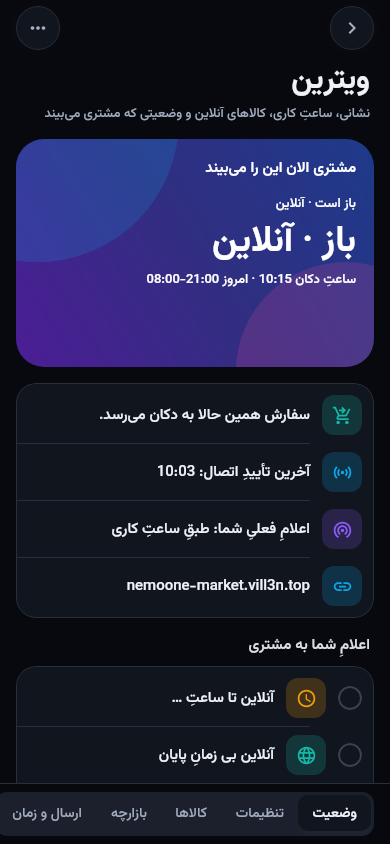 ویترین
نشانی، ساعتِ کاری، کالاهای آنلاین و وضعیتی که مشتری می‌بیند
مشتری الان این را می‌بیند
باز است · آنلاین
باز · آنلاین
ساعتِ دکان 10:15 · امروز 08:00–21:00
سفارش همین حالا به دکان می‌رسد.
آخرین تأییدِ اتصال: 10:03
اعلامِ فعلیِ شما: طبقِ ساعتِ کاری
nemoone-market.vill3n.top
اعلامِ شما به مشتری
آنلاین تا ساعتِ …
آنلاین بی زمانِ پایان
وضعیت تنظیمات کالاها بازارچه ارسال و زمان